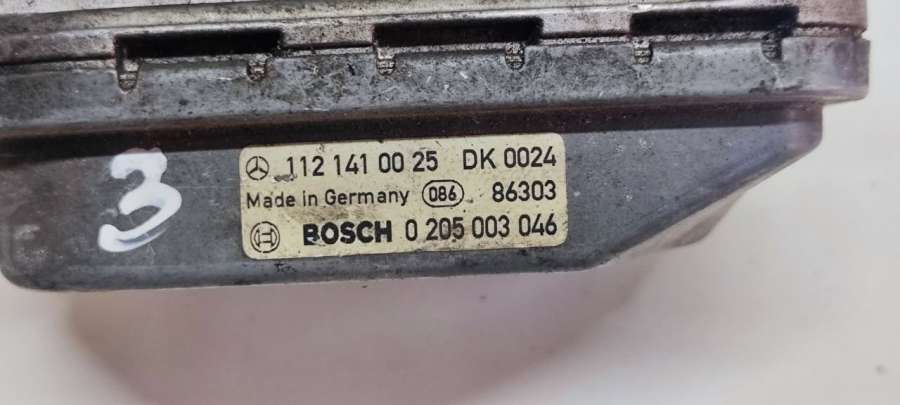 3
112 141 00 25 DK 0024
Made in Germany 086 86303
BOSCH 0 205 003 046